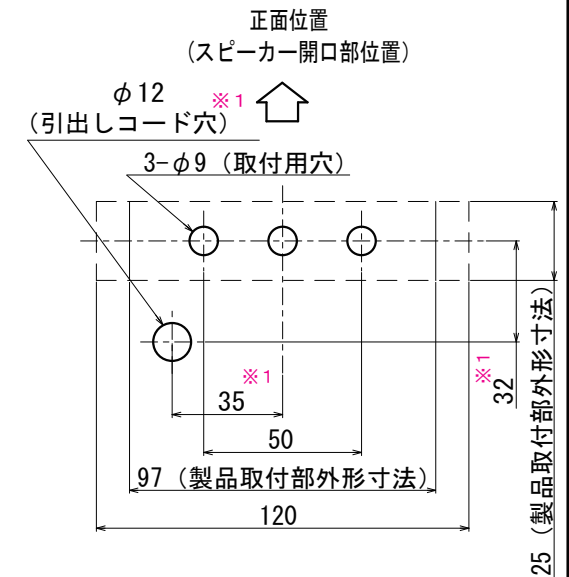 正面位置
(スピーカー開口部位置)
φ12 ※1
(引出しコード穴)
3-φ9 (取付用穴)
※1
35
50
97 (製品取付部外形寸法)
120
※1
32
25 (製品取付部外形寸法)